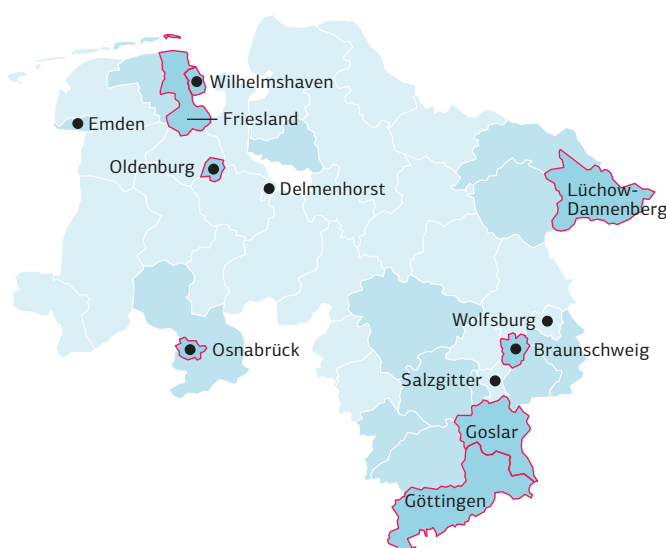 Wilhelmshaven
Friesland
Emden
Oldenburg
Delmenhorst
Lüchow-
Dannenberg
Wolfsburg
Osnabrück
Braunschweig
Salzgitter
Goslar
Göttingen